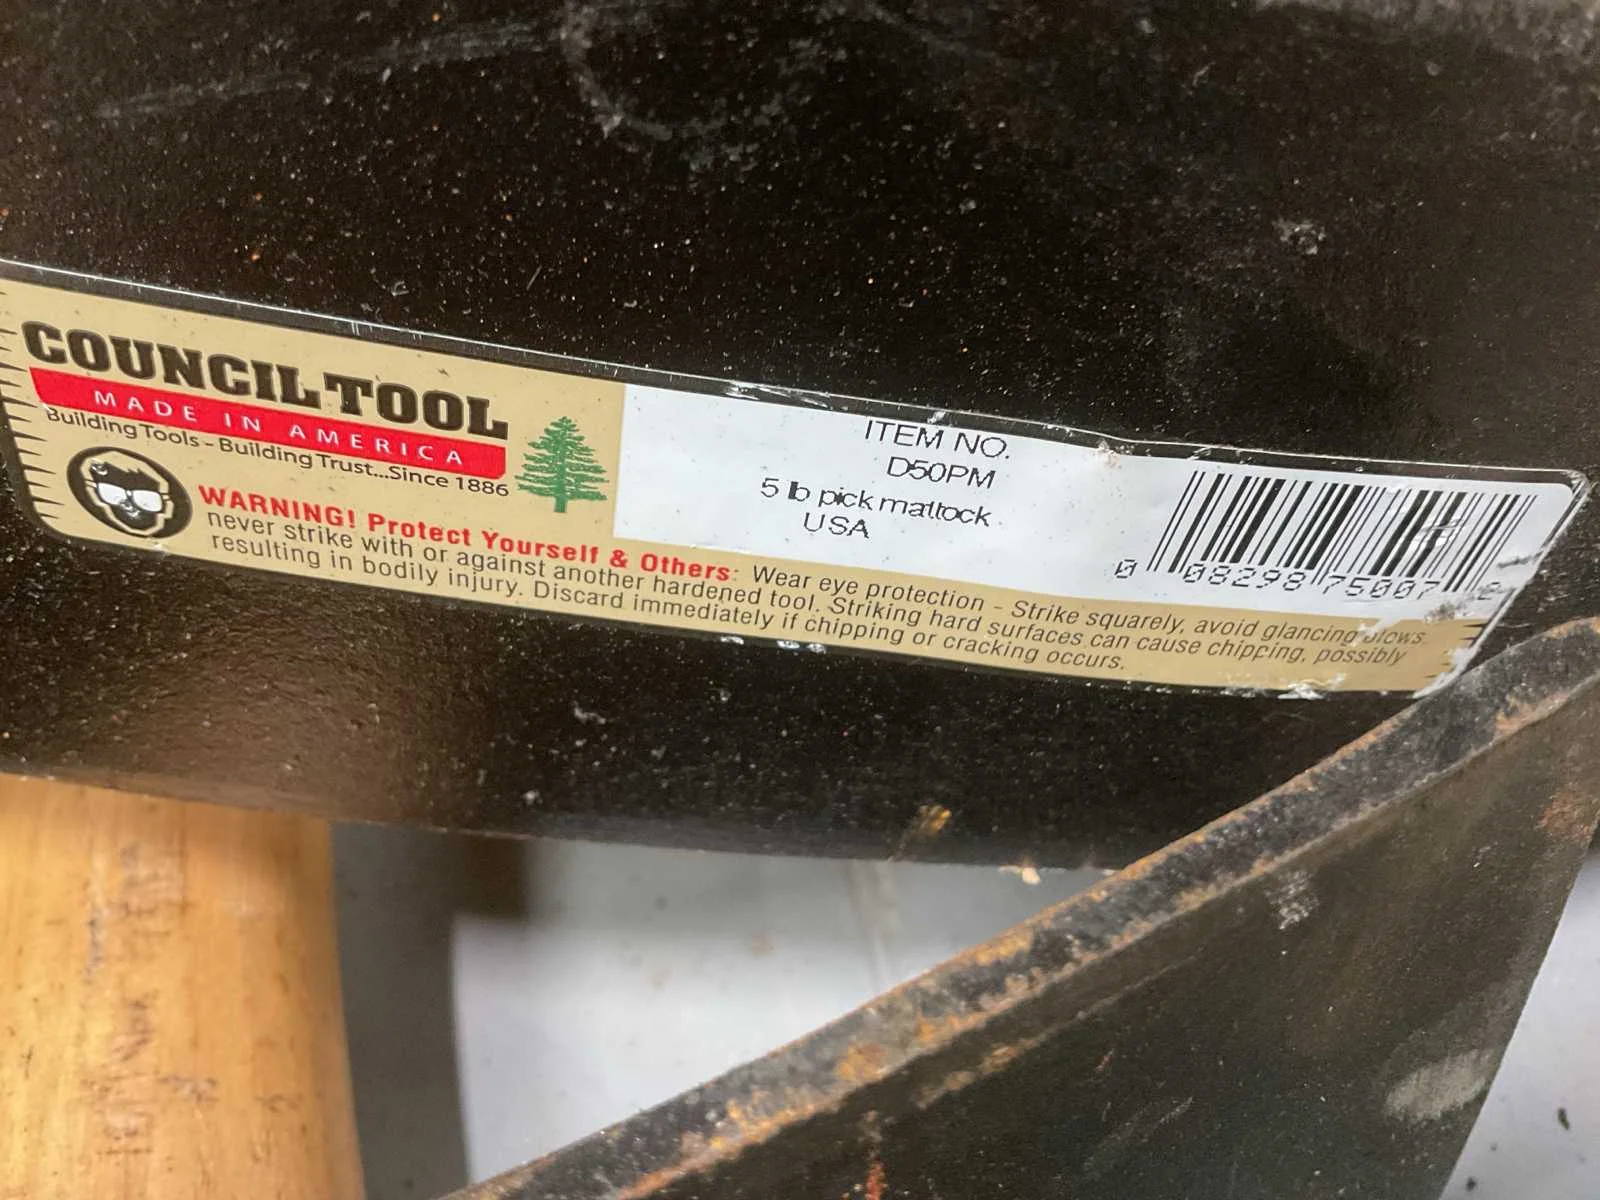 COUNCIL TOOL
MADE IN AMERICA
Building Tools - Building Trust...Since 1886
ITEM NO.
D50PM
5 lb pick mattock
USA
0 08298 75007 2
WARNING! Protect Yourself & Others: Wear eye protection - Strike squarely, avoid glancing blows.
never strike with or against another hardened tool. Striking hard surfaces can cause chipping, possibly
resulting in bodily injury. Discard immediately if chipping or cracking occurs.